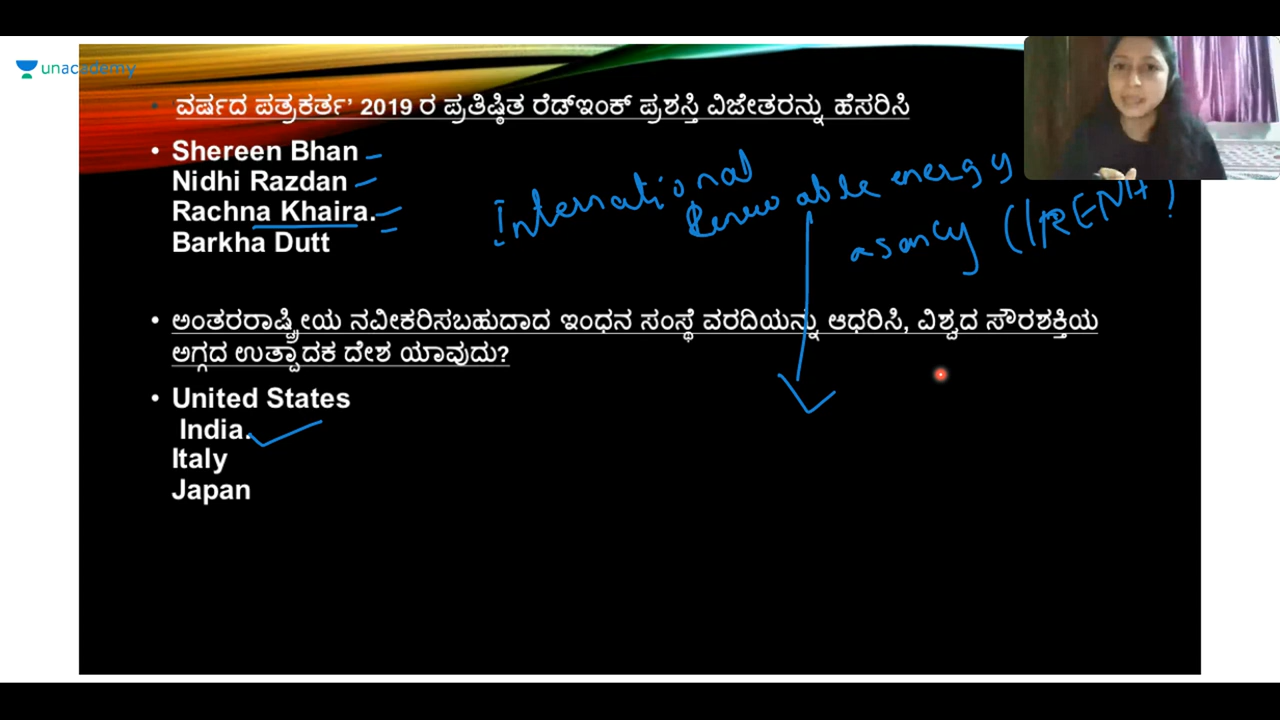 unacademy
ವರ್ಷದ ಪತ್ರಕರ್ತ’ 2019 ರ ಪ್ರತಿಷ್ಠಿತ ರೆಡ್‌ಇಂಕ್ ಪ್ರಶಸ್ತಿ ವಿಜೇತರನ್ನು ಹೆಸರಿಸಿ
• Shereen Bhan
Nidhi Razdan
Rachna Khaira.
Barkha Dutt
International
Renewable energy
agency (IRENA)
• ಅಂತರರಾಷ್ಟ್ರೀಯ ನವೀಕರಿಸಬಹುದಾದ ಇಂಧನ ಸಂಸ್ಥೆ ವರದಿಯನ್ನು ಆಧರಿಸಿ, ವಿಶ್ವದ ಸೌರಶಕ್ತಿಯ
ಅಗ್ಗದ ಉತ್ಪಾದಕ ದೇಶ ಯಾವುದು?
• United States
India.
Italy
Japan